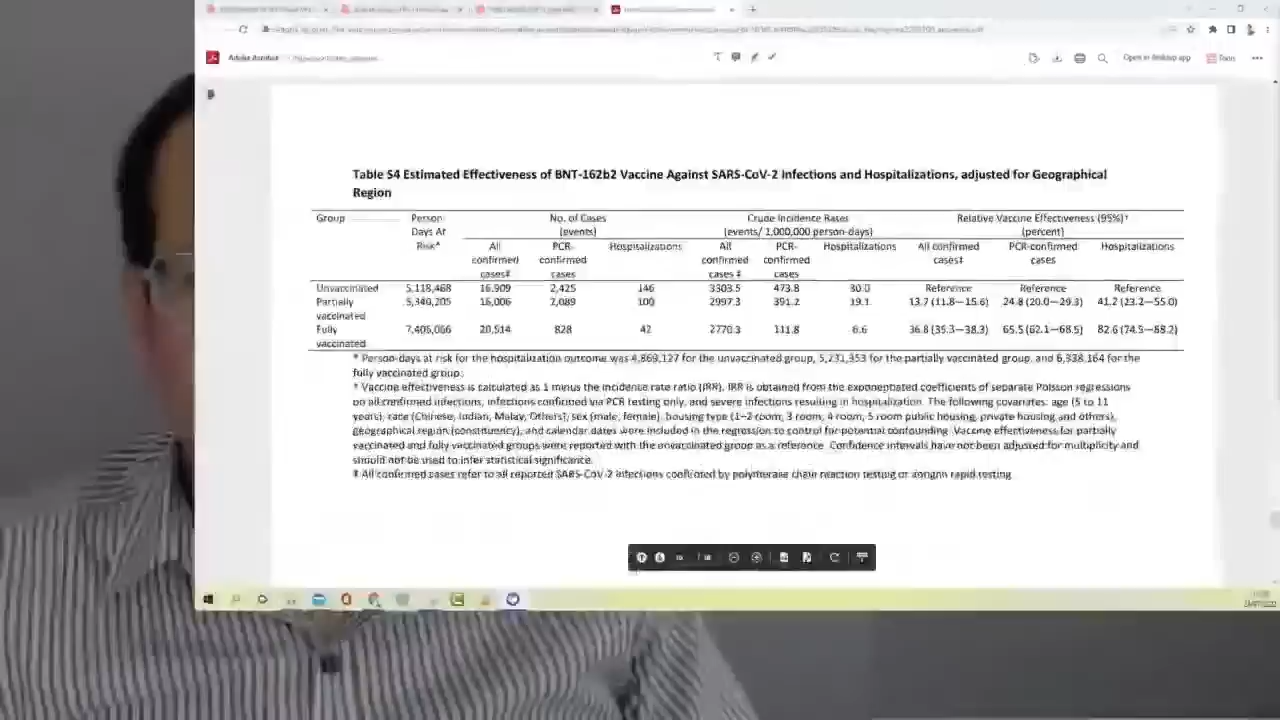 Adobe Acrobat
Open in desktop app
Tools
Table S4 Estimated Effectiveness of BNT-162b2 Vaccine Against SARS-CoV-2 Infections and Hospitalizations, adjusted for Geographical
Region
Group Person- No. of Cases Crude Incidence Rates Relative Vaccine Effectiveness (95%)†
Days At (events) (events/ 1,000,000 person-days) (percent)
Risk* All PCR- Hospitalizations All PCR- Hospitalizations All confirmed PCR-confirmed Hospitalizations
confirmed confirmed confirmed confirmed cases‡ cases
cases‡ cases cases ‡ cases
Unvaccinated 5,118,468 16,909 2,425 146 3303.5 473.8 30.0 Reference Reference Reference
Partially 5,340,205 16,006 2,089 100 2997.3 391.2 19.1 13.7 (11.8—15.6) 24.8 (20.0—29.3) 41.2 (23.2—55.0)
vaccinated
Fully 7,405,066 20,514 828 42 2770.3 111.8 6.6 36.8 (35.3—38.3) 65.5 (62.1—68.5) 82.6 (74.5—88.2)
vaccinated
* Person-days at risk for the hospitalization outcome was 4,869,127 for the unvaccinated group, 5,231,353 for the partially vaccinated group, and 6,338,164 for the
fully vaccinated group.
† Vaccine effectiveness is calculated as 1 minus the incidence rate ratio (IRR). IRR is obtained from the exponentiated coefficients of separate Poisson regressions
on all confirmed infections, infections confirmed via PCR testing only, and severe infections resulting in hospitalization. The following covariates: age (5 to 11
years), race (Chinese, Indian, Malay, Others), sex (male, female), housing type (1–2 room, 3 room, 4 room, 5 room public housing, private housing and others),
geographical region (constituency), and calendar dates were included in the regression to control for potential confounding. Vaccine effectiveness for partially
vaccinated and fully vaccinated groups were reported with the unvaccinated group as a reference. Confidence intervals have not been adjusted for multiplicity and
should not be used to infer statistical significance.
‡ All confirmed cases refer to all reported SARS-CoV-2 infections confirmed by polymerase chain reaction testing or antigen rapid testing